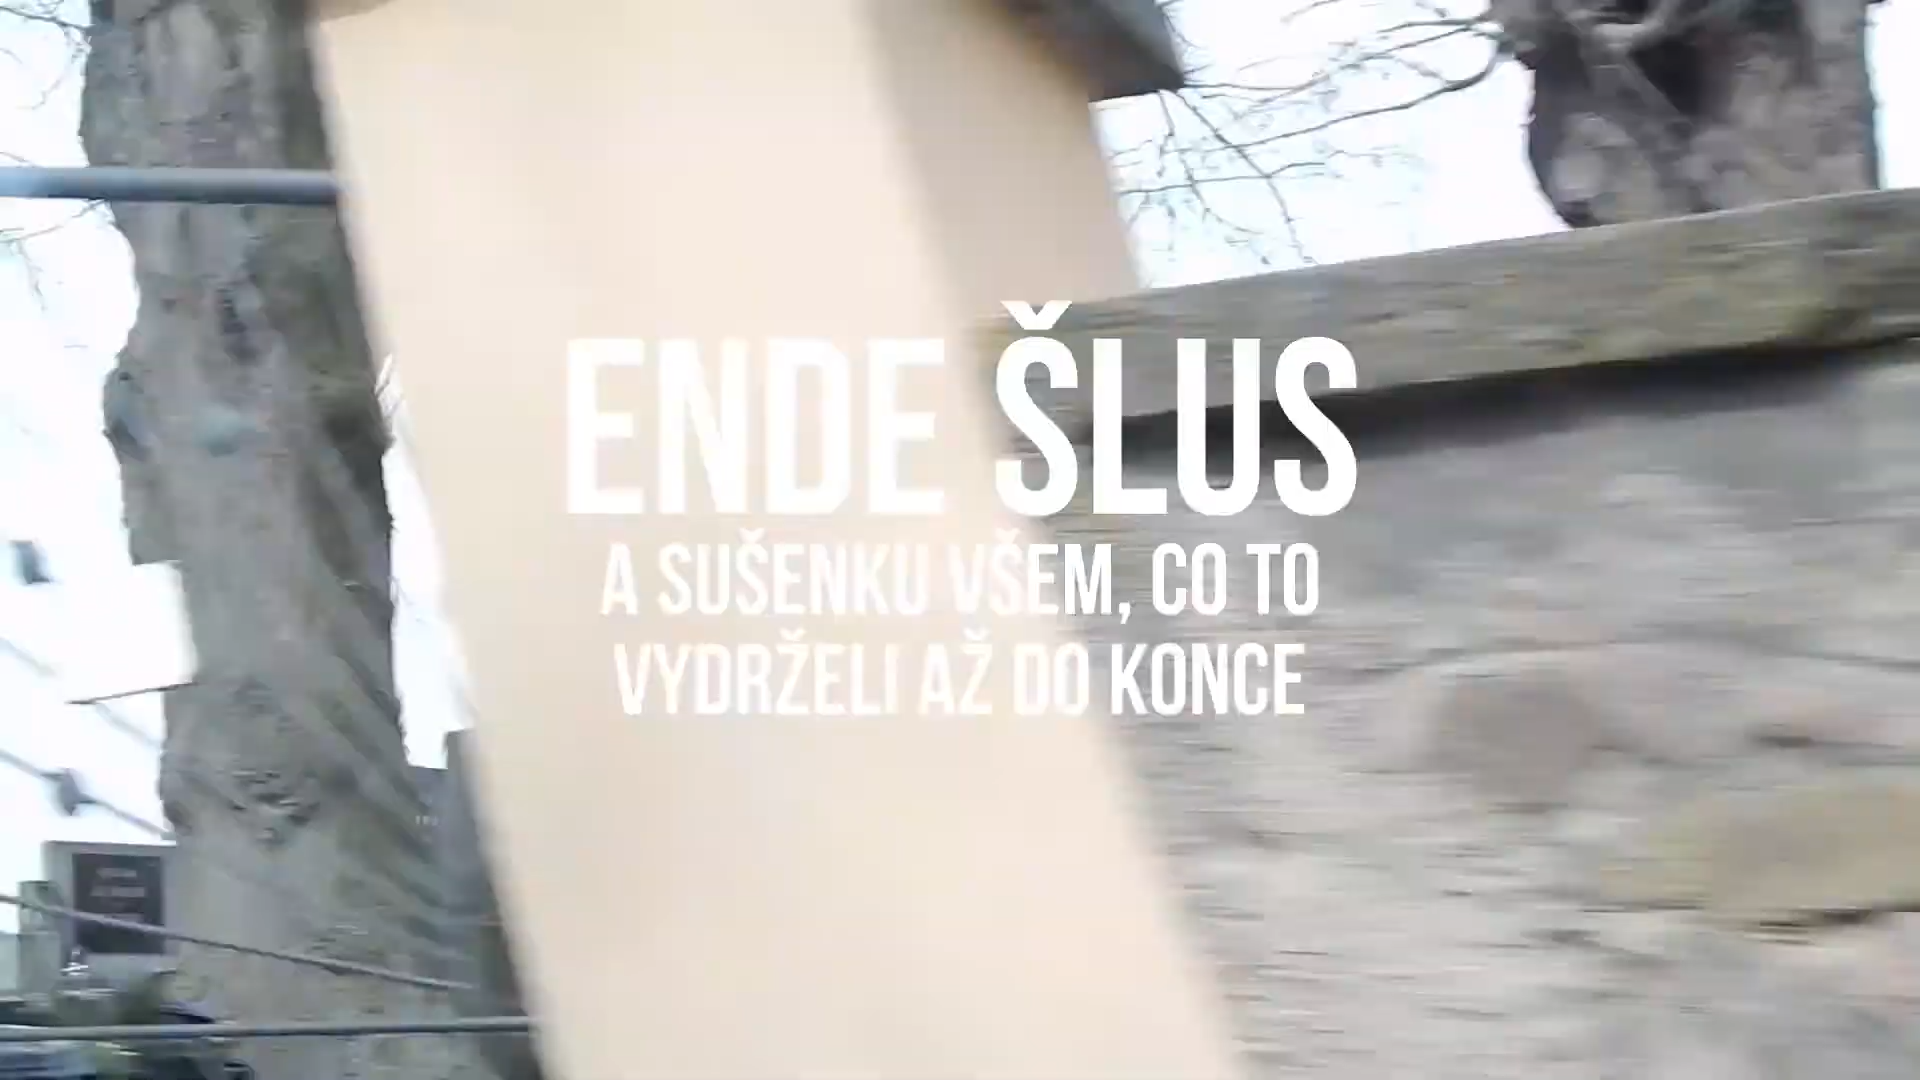 ENDE ŠLUS
A SUŠENKU VŠEM, CO TO
VYDRŽELI AŽ DO KONCE